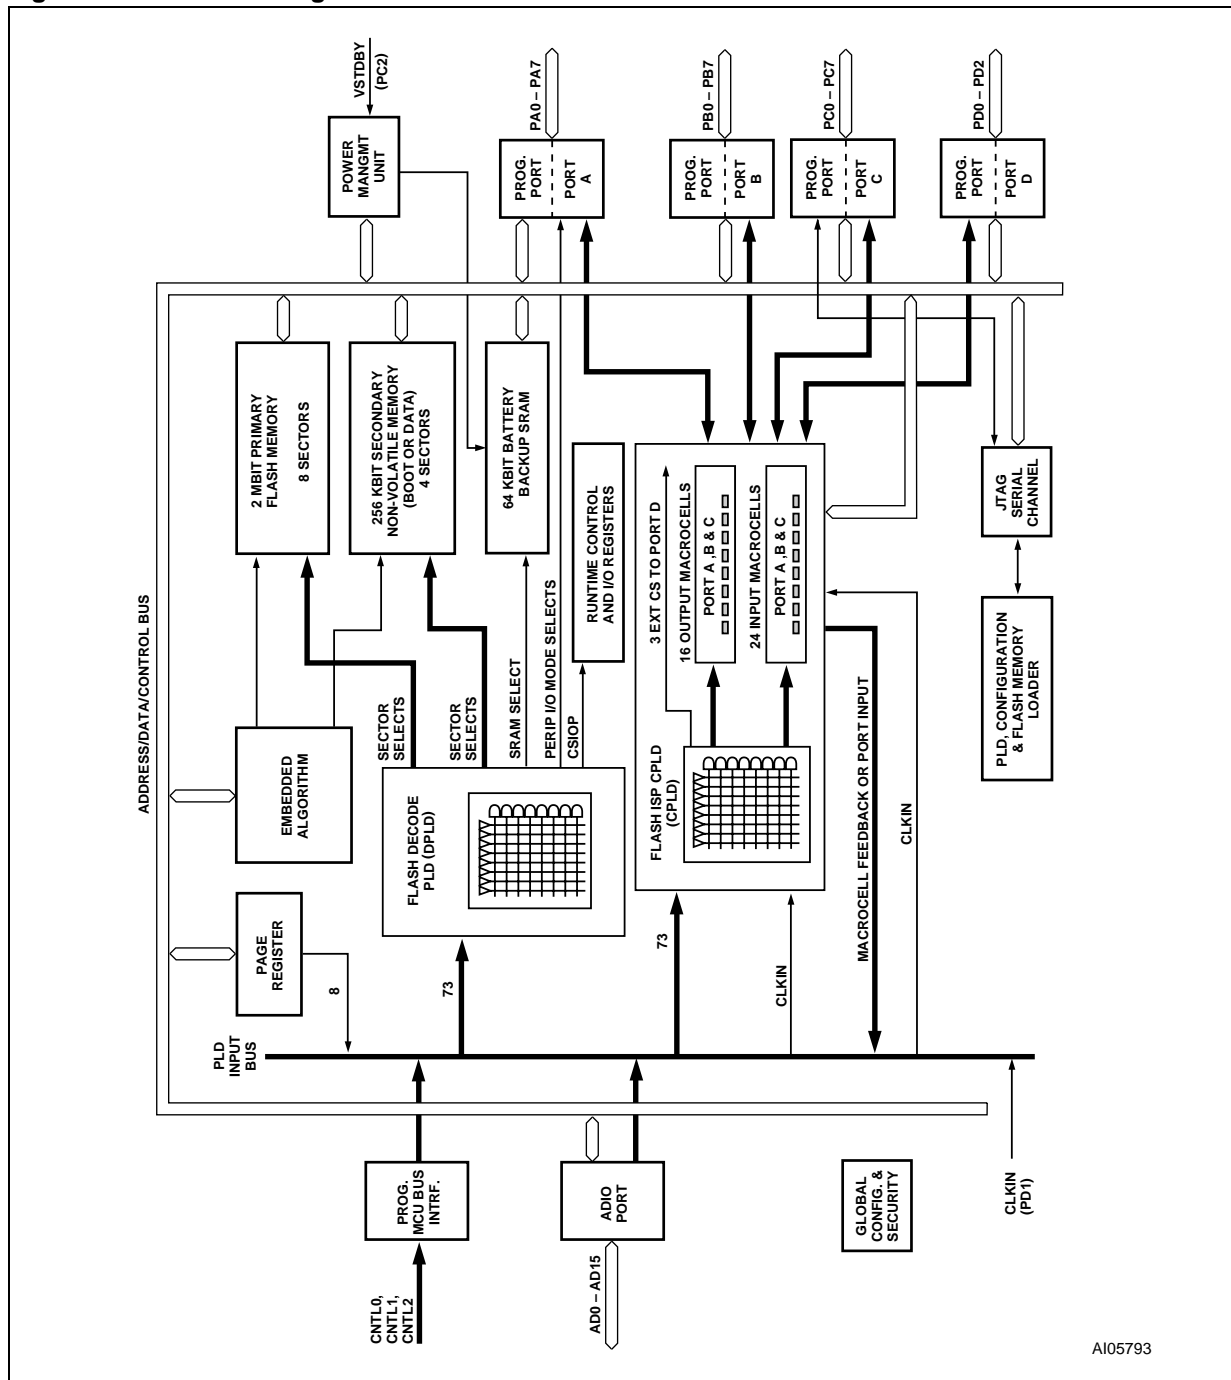 ADDRESS/DATA/CONTROL BUS
VSTDBY
(PC2)
POWER
MANGMT
UNIT
PA0 – PA7
PROG.
PORT
PORT
A
PB0 – PB7
PROG.
PORT
PORT
B
PC0 – PC7
PROG.
PORT
PORT
C
PD0 – PD2
PROG.
PORT
PORT
D
2 MBIT PRIMARY
FLASH MEMORY
8 SECTORS
256 KBIT SECONDARY
NON-VOLATILE MEMORY
(BOOT OR DATA)
4 SECTORS
64 KBIT BATTERY
BACKUP SRAM
RUNTIME CONTROL
AND I/O REGISTERS
3 EXT CS TO PORT D
16 OUTPUT MACROCELLS
PORT A ,B & C
24 INPUT MACROCELLS
PORT A ,B & C
JTAG
SERIAL
CHANNEL
PLD, CONFIGURATION
& FLASH MEMORY
LOADER
EMBEDDED
ALGORITHM
SECTOR
SELECTS
SECTOR
SELECTS
SRAM SELECT
PERIP I/O MODE SELECTS
CSIOP
FLASH DECODE
PLD (DPLD)
FLASH ISP CPLD
(CPLD)
MACROCELL FEEDBACK OR PORT INPUT
CLKIN
PAGE
REGISTER
8
73
73
CLKIN
PLD
INPUT
BUS
PROG.
MCU BUS
INTRF.
CNTL0,
CNTL1,
CNTL2
ADIO
PORT
AD0 – AD15
GLOBAL
CONFIG. &
SECURITY
CLKIN
(PD1)
AI05793